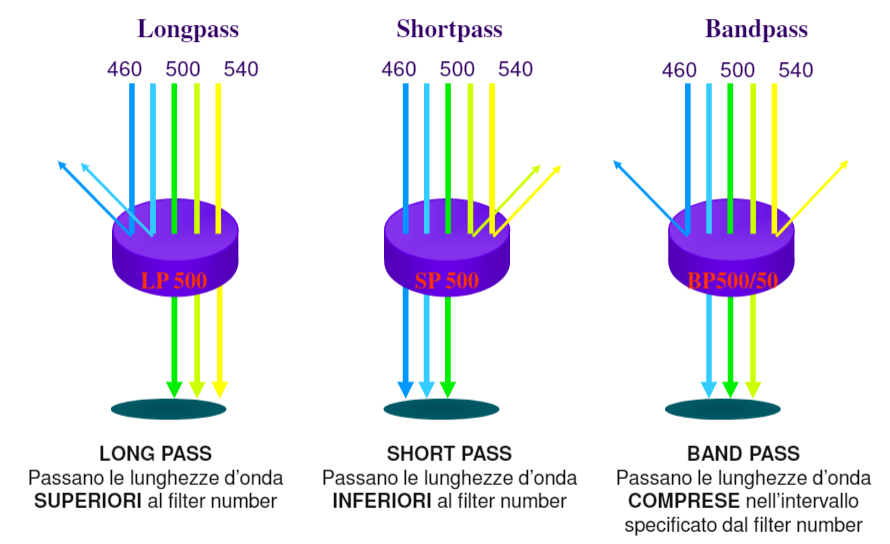 Longpass
Shortpass
Bandpass
460 500 540
460 500 540
460 500 540
LP 500
SP 500
BP500/50
LONG PASS
Passano le lunghezze d'onda
SUPERIORI al filter number
SHORT PASS
Passano le lunghezze d'onda
INFERIORI al filter number
BAND PASS
Passano le lunghezze d'onda
COMPRESE nell'intervallo
specificato dal filter number